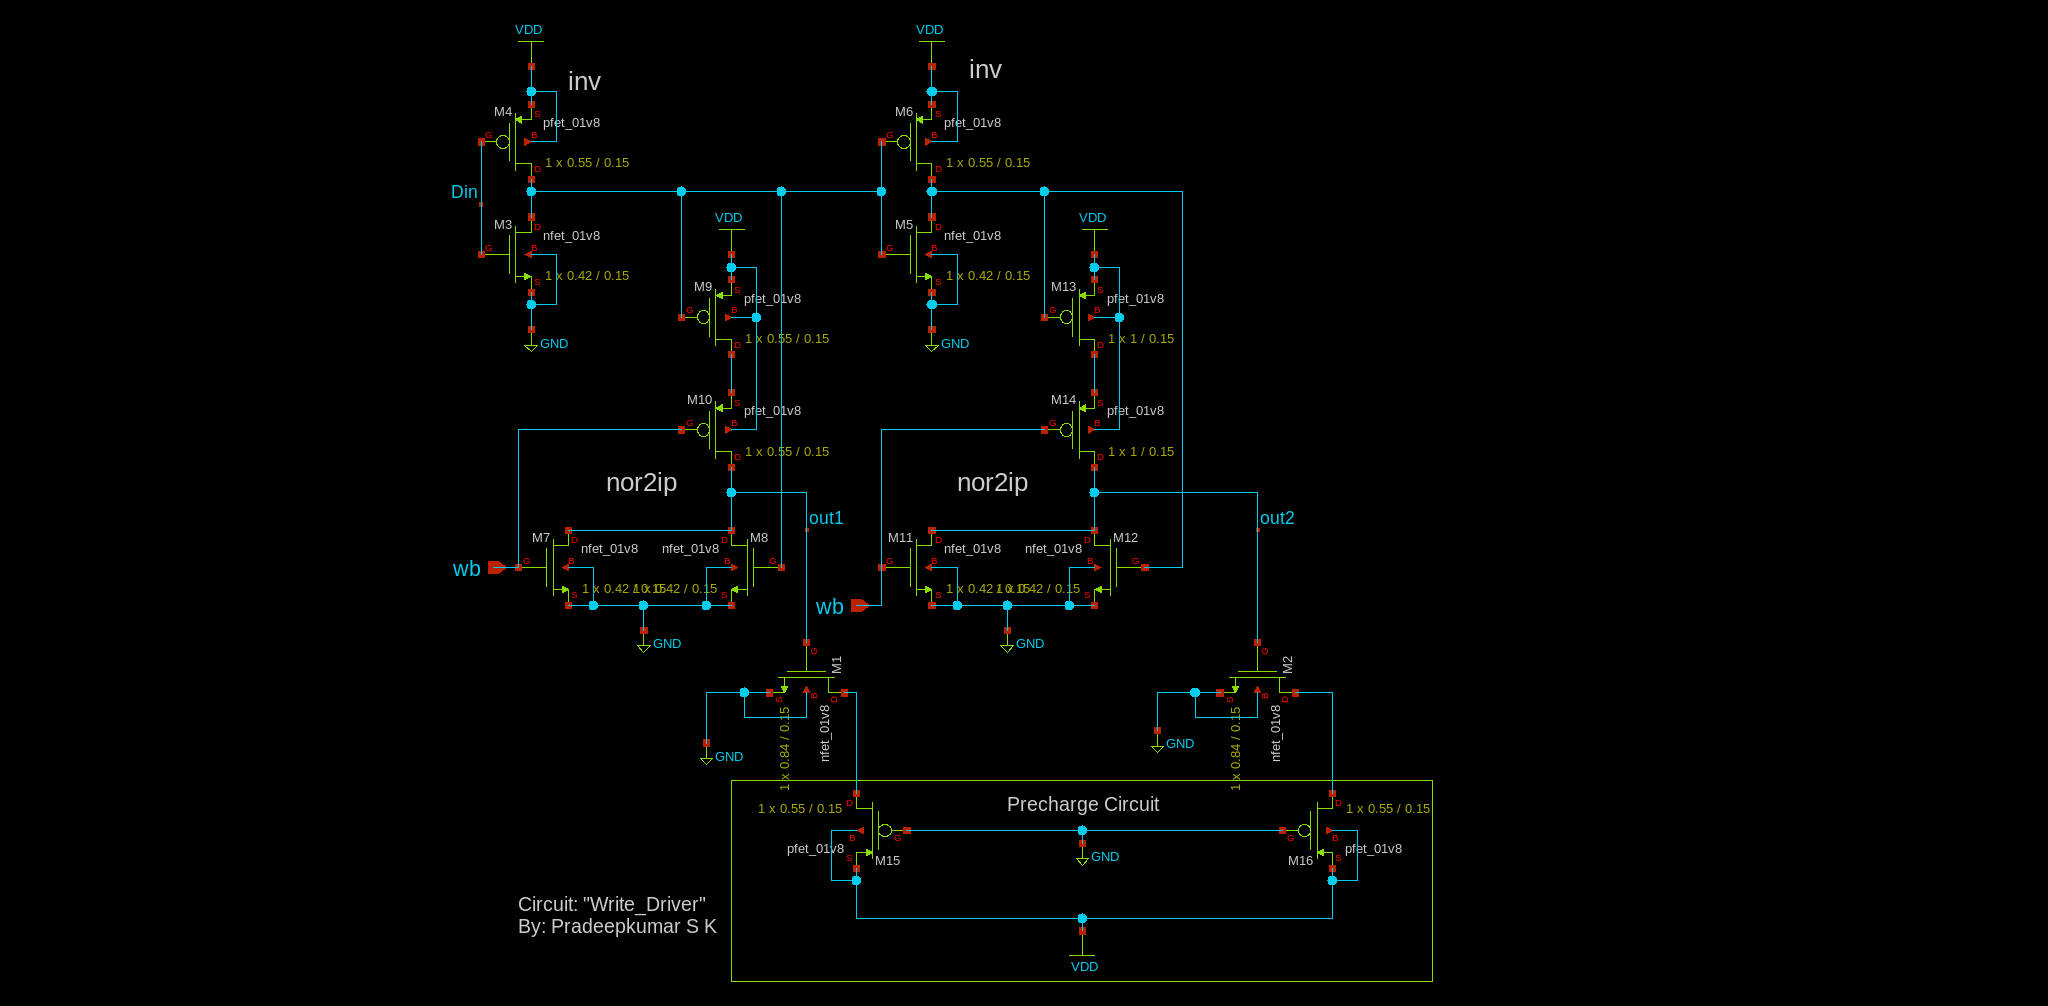 VDD
VDD
inv
inv
M4
S
pfet_01v8
G
B
1 x 0.55 / 0.15
D
M6
S
pfet_01v8
G
B
1 x 0.55 / 0.15
D
Din
M3
D
nfet_01v8
G
B
1 x 0.42 / 0.15
S
GND
VDD
M5
D
nfet_01v8
G
B
1 x 0.42 / 0.15
S
GND
VDD
M9
S
pfet_01v8
G
B
1 x 0.55 / 0.15
D
M13
S
pfet_01v8
G
B
1 x 1 / 0.15
D
M10
S
pfet_01v8
G
B
1 x 0.55 / 0.15
D
M14
S
pfet_01v8
G
B
1 x 1 / 0.15
D
nor2ip
nor2ip
out1
out2
M7
D
nfet_01v8
G
B
1 x 0.42 / 0.15
S
M8
D
nfet_01v8
G
B
1 x 0.42 / 0.15
S
wb
GND
M11
D
nfet_01v8
G
B
1 x 0.42 / 0.15
S
M12
D
nfet_01v8
G
B
1 x 0.42 / 0.15
S
wb
GND
G
M1
S
B
D
1 x 0.84 / 0.15
nfet_01v8
GND
G
M2
S
B
D
1 x 0.84 / 0.15
nfet_01v8
GND
Precharge Circuit
1 x 0.55 / 0.15
D
B
G
pfet_01v8
S
M15
GND
1 x 0.55 / 0.15
D
G
B
pfet_01v8
S
M16
Circuit: "Write_Driver"
By: Pradeepkumar S K
VDD